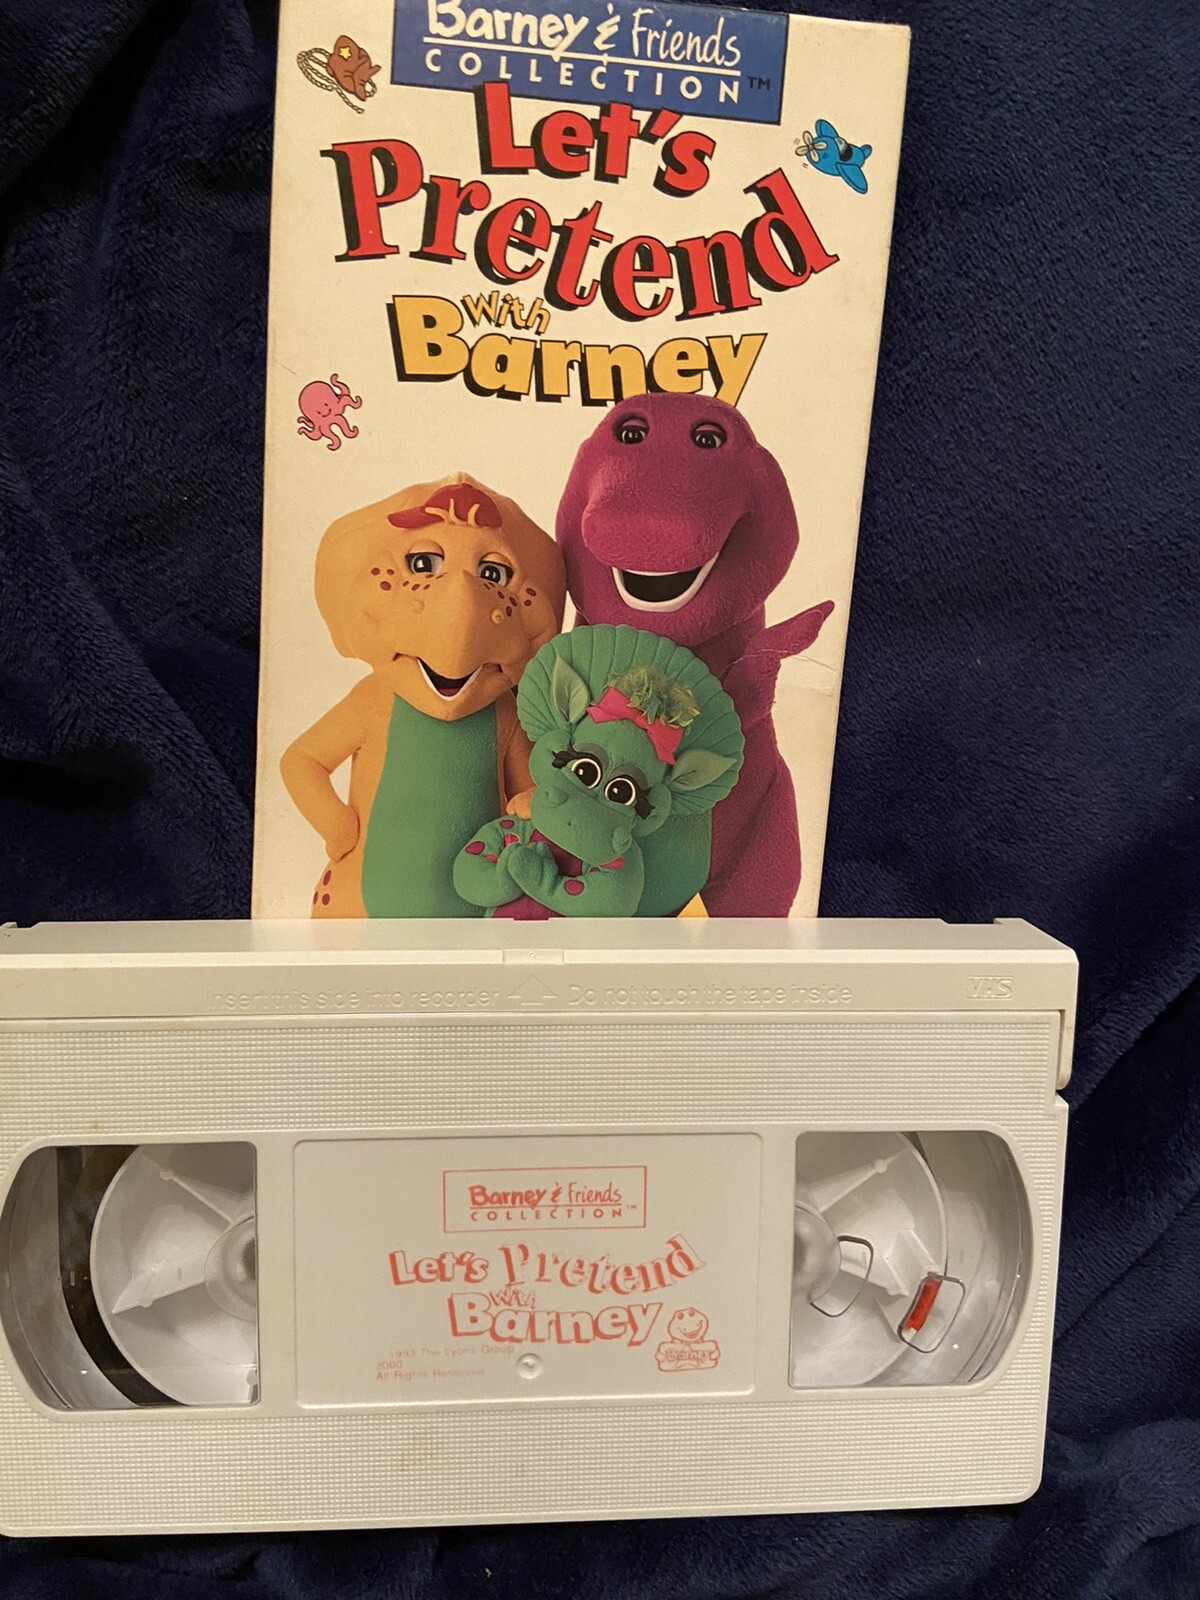 Barney & Friends
COLLECTION™
Let's
Pretend
With
Barney
Insert this side into recorder Do not touch the tape inside
VHS
Barney & Friends
COLLECTION™
Let's Pretend
With
Barney
1993 The Lyons Group
2000
All Rights Reserved
Barney